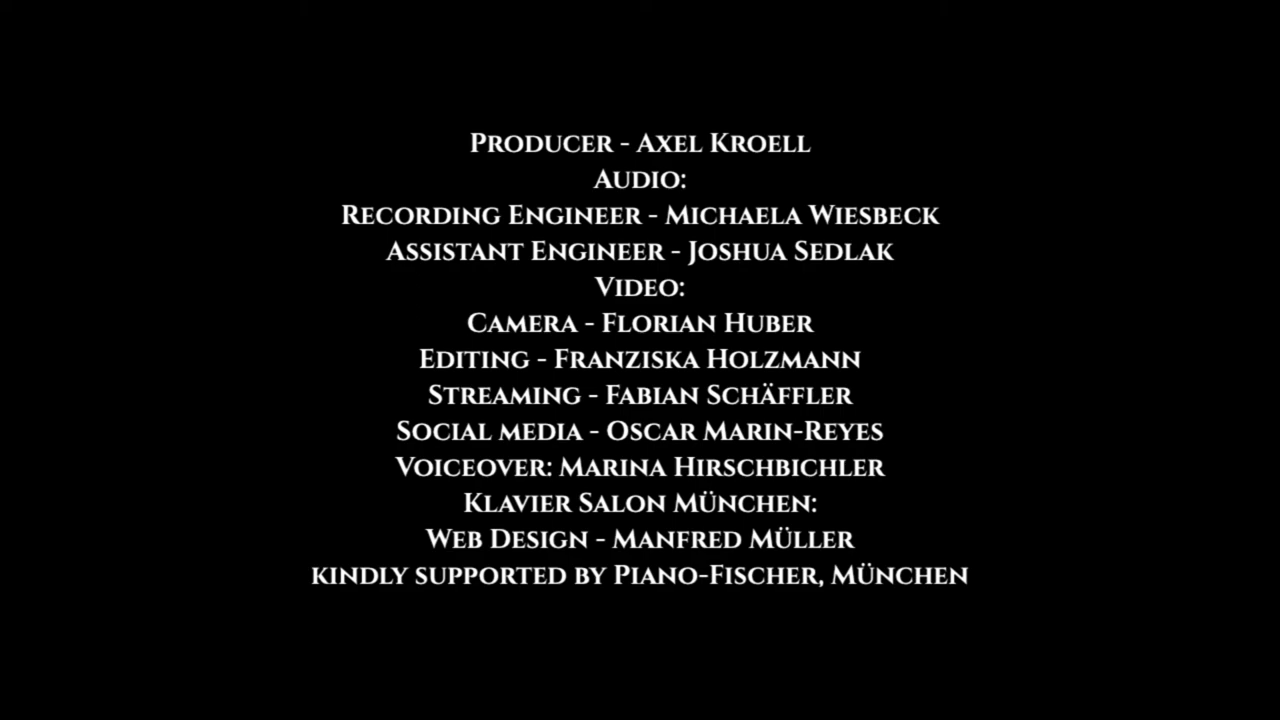 Producer - Axel Kroell
Audio:
Recording Engineer - Michaela Wiesbeck
Assistant Engineer - Joshua Sedlak
Video:
Camera - Florian Huber
Editing - Franziska Holzmann
Streaming - Fabian Schäffler
Social media - Oscar Marin-Reyes
Voiceover: Marina Hirschbichler
Klavier Salon München:
Web Design - Manfred Müller
kindly supported by Piano-Fischer, München